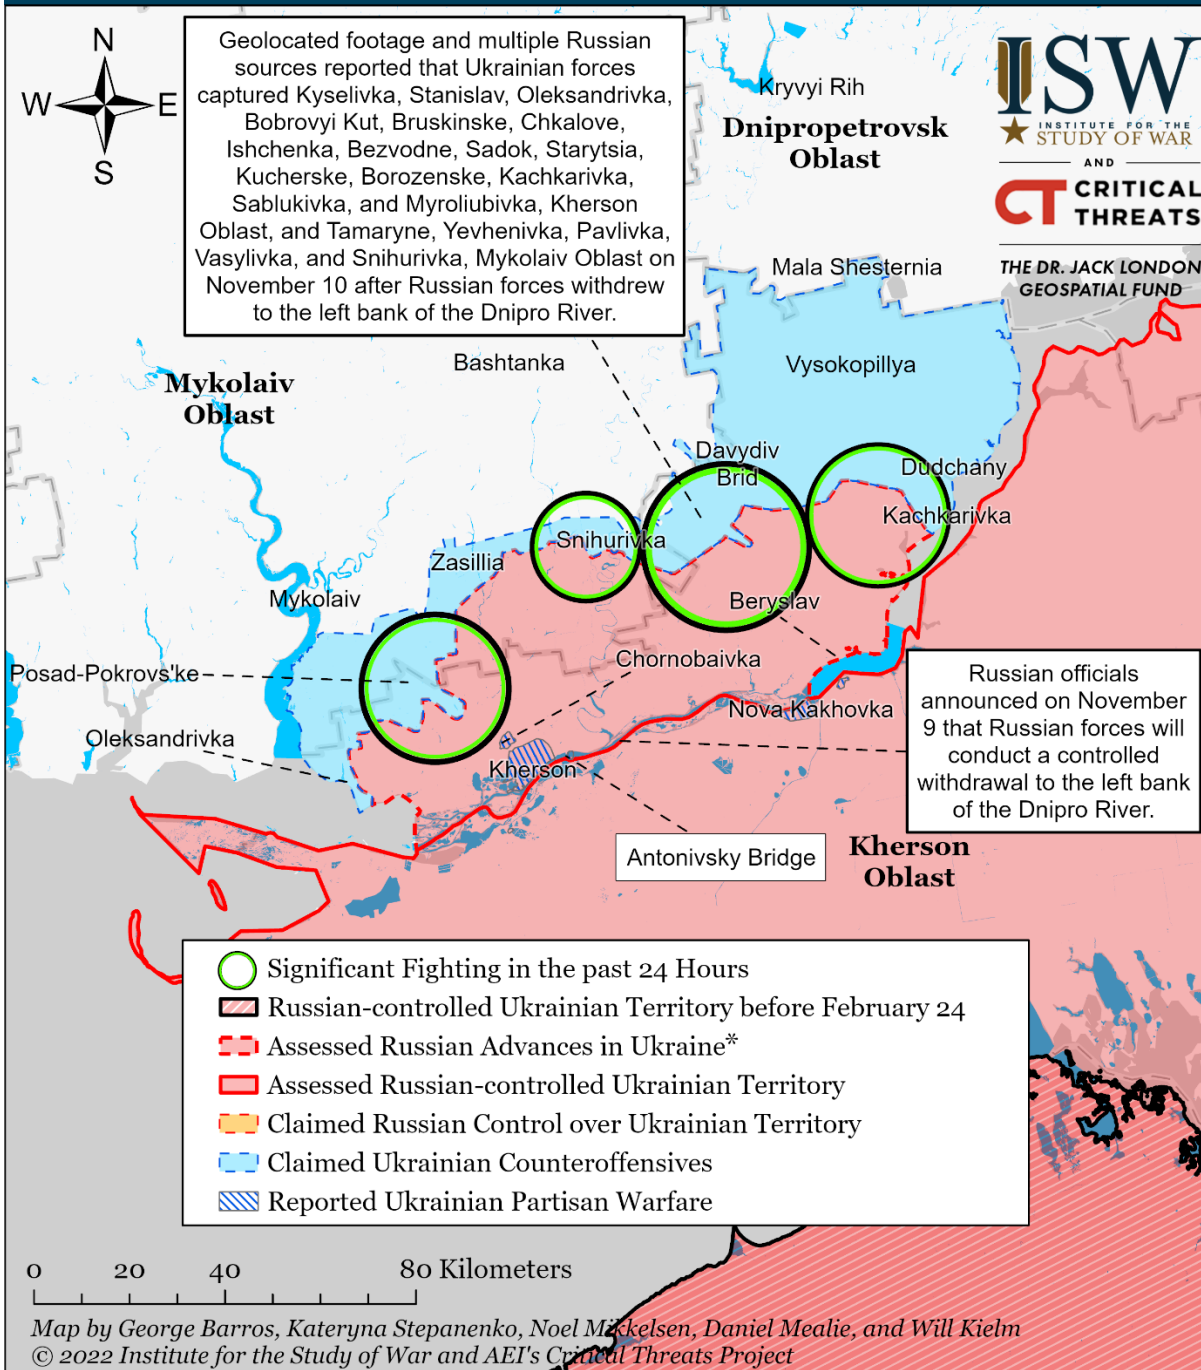 Geolocated footage and multiple Russian
sources reported that Ukrainian forces
captured Kyselivka, Stanislav, Oleksandrivka,
Bobrovyi Kut, Bruskinske, Chkalove,
Ishchenka, Bezvodne, Sadok, Starytsia,
Kucherske, Borozenske, Kachkarivka,
Sablukivka, and Myroliubivka, Kherson
Oblast, and Tamaryne, Yevhenivka, Pavlivka,
Vasylivka, and Snihurivka, Mykolaiv Oblast on
November 10 after Russian forces withdrew
to the left bank of the Dnipro River.
N
W
E
S
ISW
INSTITUTE FOR THE
STUDY OF WAR
AND
CT CRITICAL
THREATS
THE DR. JACK LONDON
GEOSPATIAL FUND
Kryvyi Rih
Dnipropetrovsk
Oblast
Mala Shesternia
Bashtanka
Vysokopillya
Mykolaiv
Oblast
Davydiv
Brid
Dudchany
Kachkarivka
Snihurivka
Zasillia
Mykolaiv
Beryslav
Posad-Pokrovs'ke
Chornobaivka
Nova Kakhovka
Oleksandrivka
Kherson
Russian officials
announced on November
9 that Russian forces will
conduct a controlled
withdrawal to the left bank
of the Dnipro River.
Antonivsky Bridge
Kherson
Oblast
Significant Fighting in the past 24 Hours
Russian-controlled Ukrainian Territory before February 24
Assessed Russian Advances in Ukraine*
Assessed Russian-controlled Ukrainian Territory
Claimed Russian Control over Ukrainian Territory
Claimed Ukrainian Counteroffensives
Reported Ukrainian Partisan Warfare
0 20 40 80 Kilometers
Map by George Barros, Kateryna Stepanenko, Noel Mikkelsen, Daniel Mealie, and Will Kielm
© 2022 Institute for the Study of War and AEI's Critical Threats Project